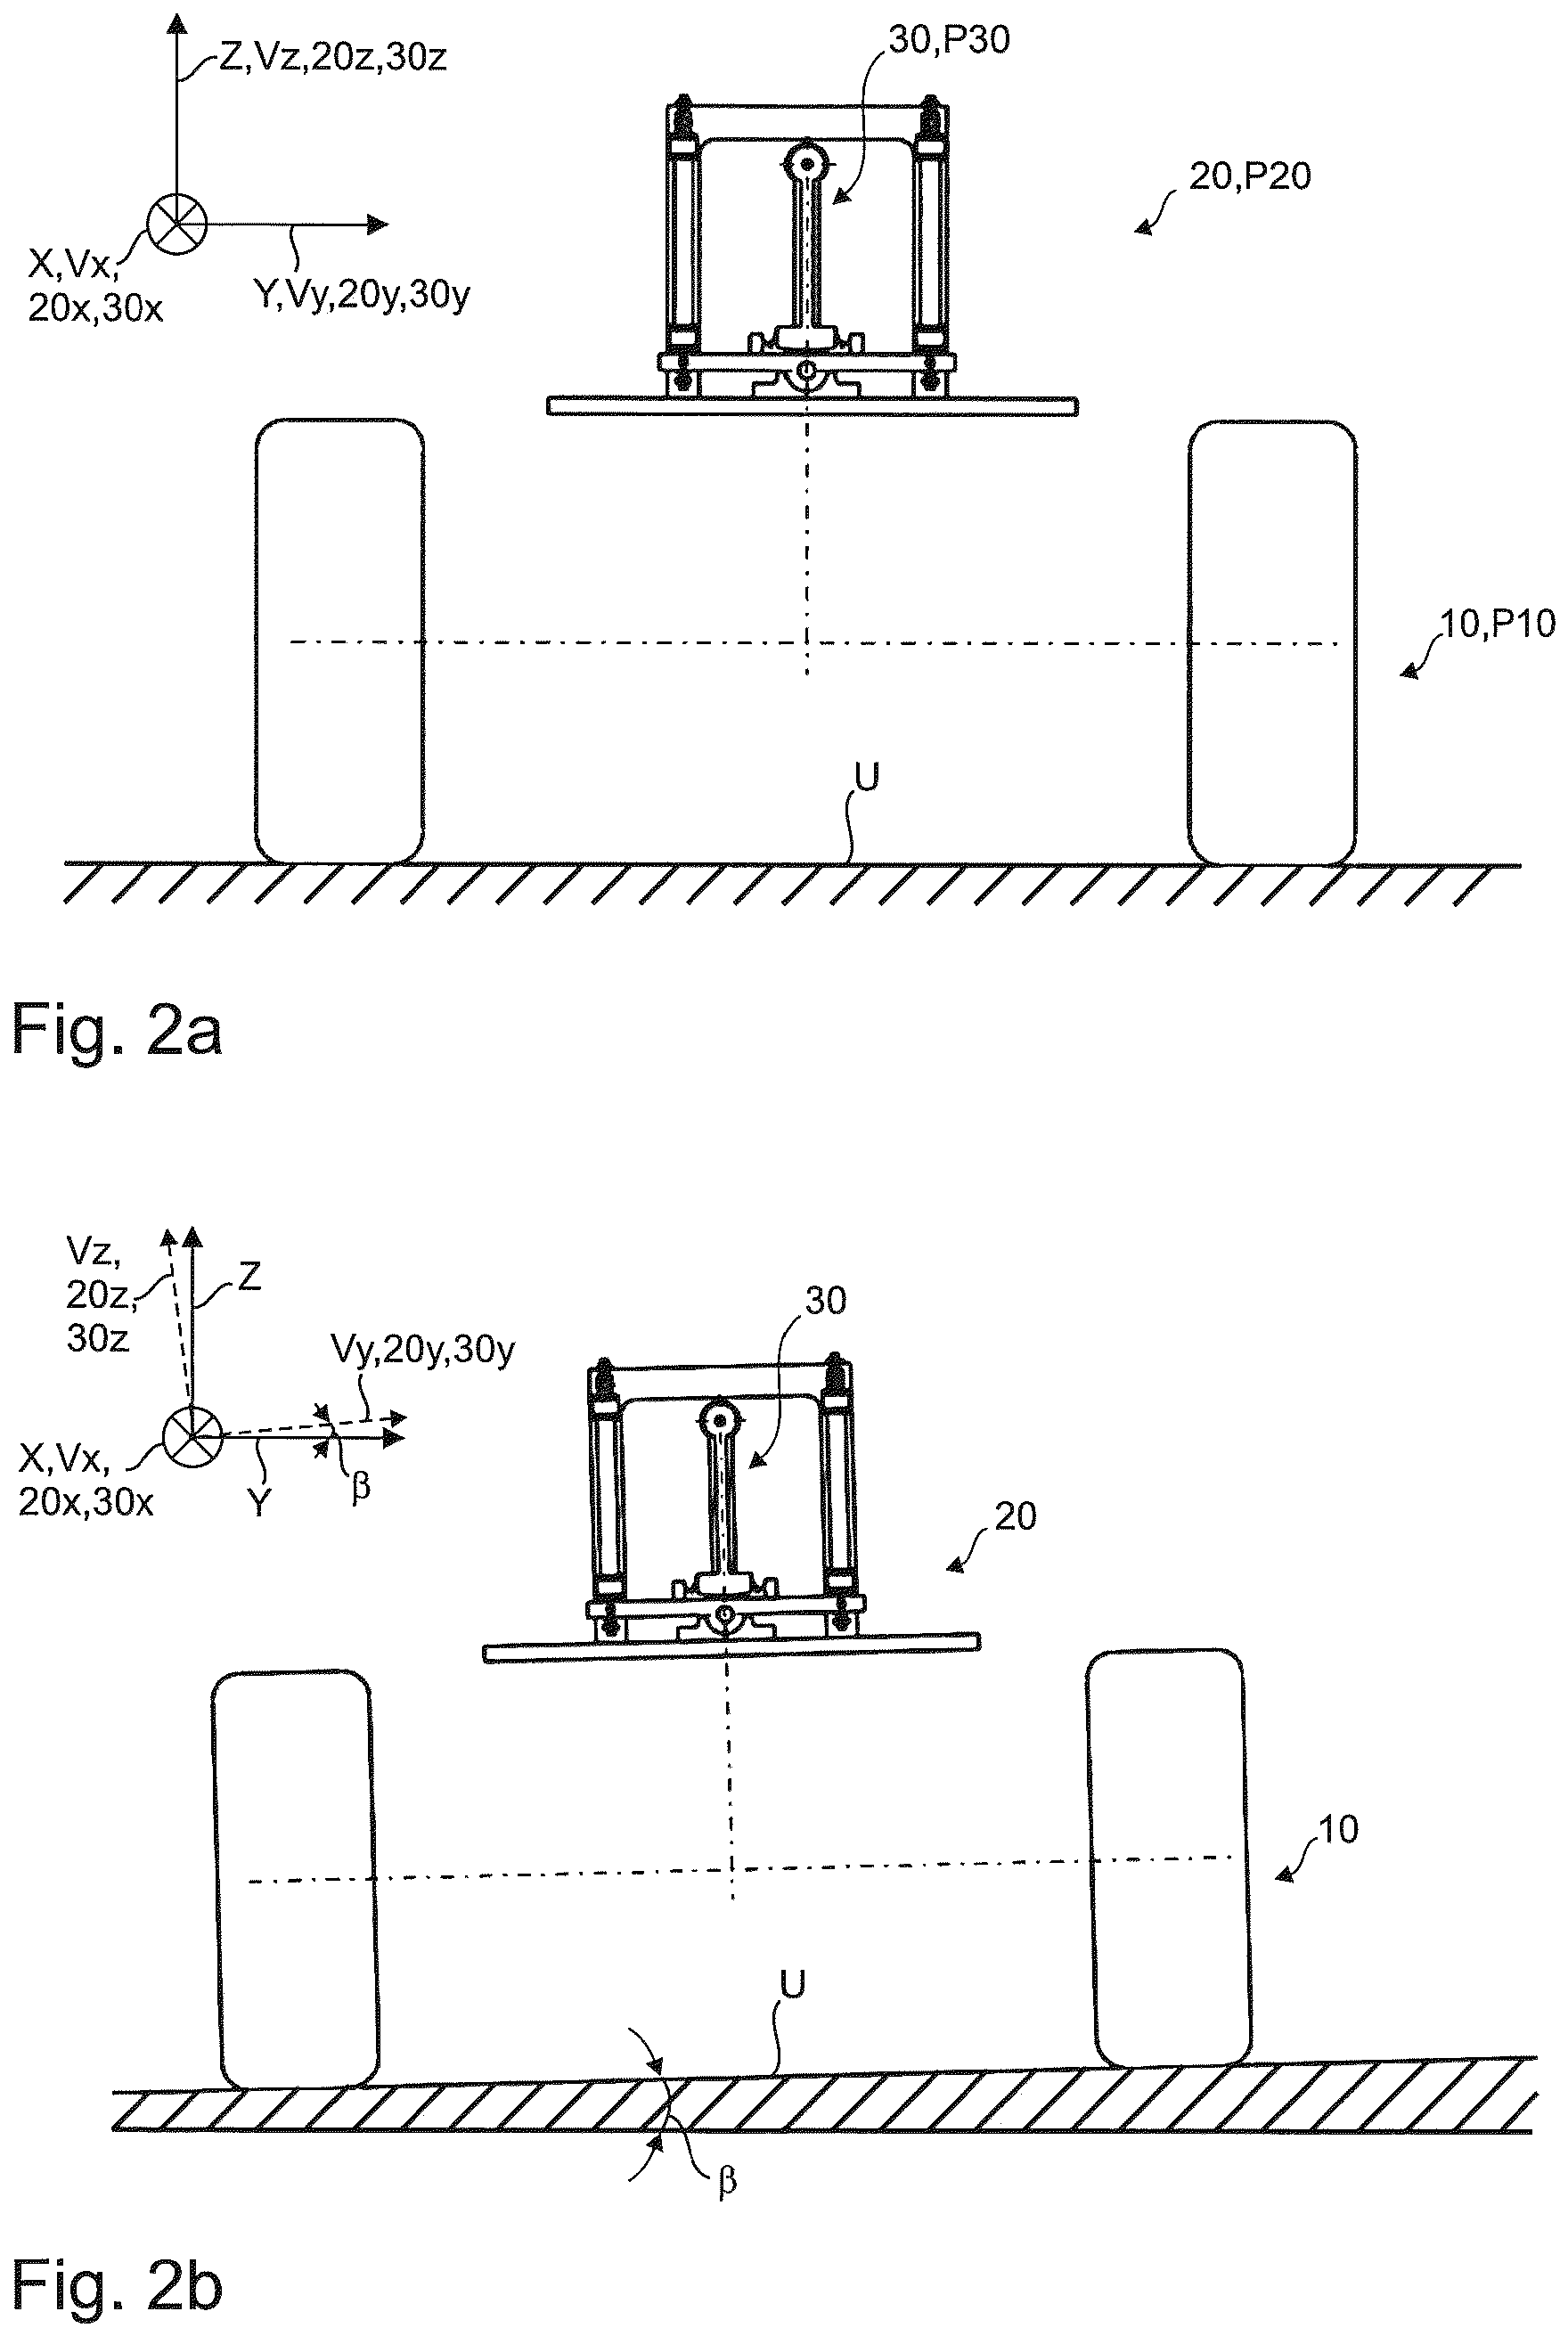 Z,Vz,20z,30z
30,P30
20,P20
X,Vx,
20x,30x
Y,Vy,20y,30y
10,P10
U
Fig. 2a
Vz,
20z,
30z
Z
30
Vy,20y,30y
X,Vx,
20x,30x
Y
β
20
10
U
β
Fig. 2b